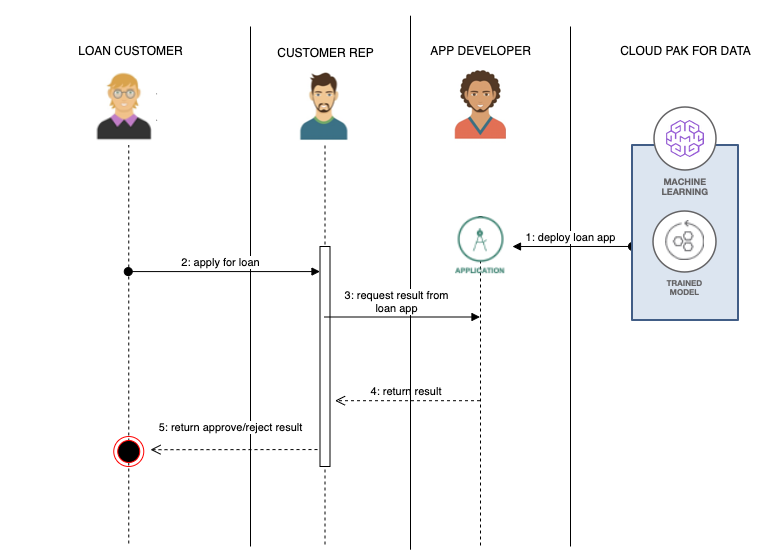 LOAN CUSTOMER
CUSTOMER REP
APP DEVELOPER
CLOUD PAK FOR DATA
MACHINE
LEARNING
1: deploy loan app
APPLICATION
2: apply for loan
TRAINED
MODEL
3: request result from
loan app
4: return result
5: return approve/reject result